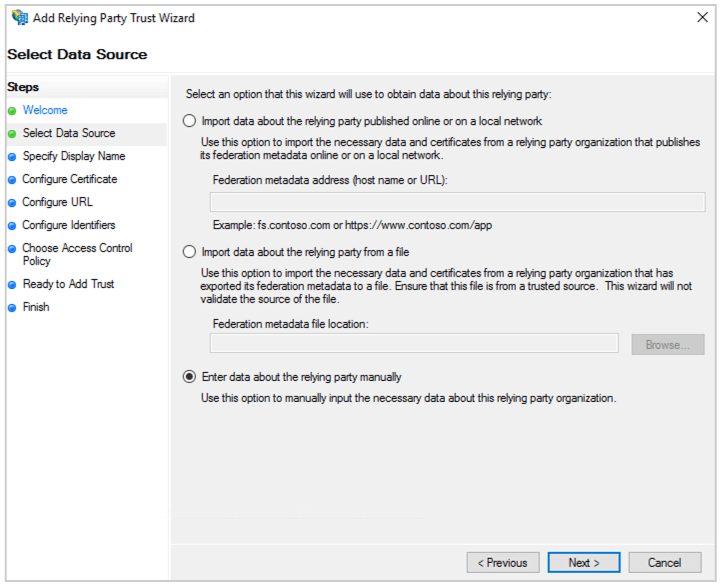 Add Relying Party Trust Wizard
Select Data Source
Steps
Welcome
Select Data Source
Specify Display Name
Configure Certificate
Configure URL
Configure Identifiers
Choose Access Control
Policy
Ready to Add Trust
Finish
Select an option that this wizard will use to obtain data about this relying party:
Import data about the relying party published online or on a local network
Use this option to import the necessary data and certificates from a relying party organization that publishes
its federation metadata online or on a local network.
Federation metadata address (host name or URL):
Example: fs.contoso.com or https://www.contoso.com/app
Import data about the relying party from a file
Use this option to import the necessary data and certificates from a relying party organization that has
exported its federation metadata to a file. Ensure that this file is from a trusted source.  This wizard will not
validate the source of the file.
Federation metadata file location:
Browse...
Enter data about the relying party manually
Use this option to manually input the necessary data about this relying party organization.
< Previous
Next >
Cancel